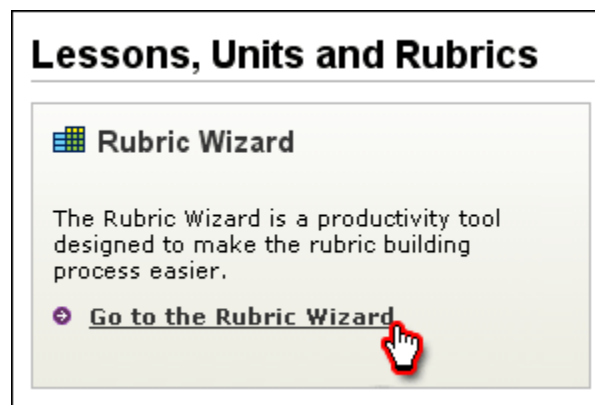 Lessons, Units and Rubrics
Rubric Wizard
The Rubric Wizard is a productivity tool
designed to make the rubric building
process easier.
Go to the Rubric Wizard